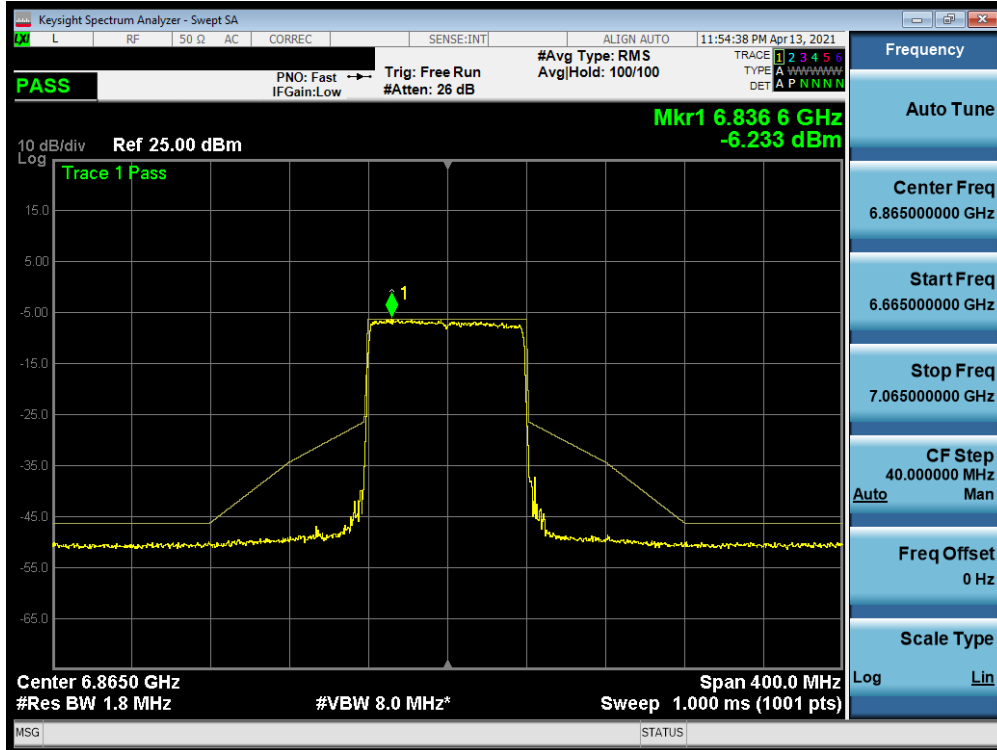 Keysight Spectrum Analyzer - Swept SA
LXI L RF 50 Ω AC CORREC SENSE:INT ALIGN AUTO 11:54:38 PM Apr 13, 2021
PASS
PNO: Fast
IFGain:Low
Trig: Free Run
#Atten: 26 dB
#Avg Type: RMS
Avg|Hold: 100/100
TRACE 1 2 3 4 5 6
TYPE A WWWWW
DET A P N N N N
Mkr1 6.836 6 GHz
-6.233 dBm
10 dB/div Ref 25.00 dBm
Log
Trace 1 Pass
1
15.0
5.00
-5.00
-15.0
-25.0
-35.0
-45.0
-55.0
-65.0
Center 6.8650 GHz Span 400.0 MHz
#Res BW 1.8 MHz #VBW 8.0 MHz* Sweep 1.000 ms (1001 pts)
MSG STATUS
Frequency
Auto Tune
Center Freq
6.865000000 GHz
Start Freq
6.665000000 GHz
Stop Freq
7.065000000 GHz
CF Step
40.000000 MHz
Auto Man
Freq Offset
0 Hz
Scale Type
Log Lin